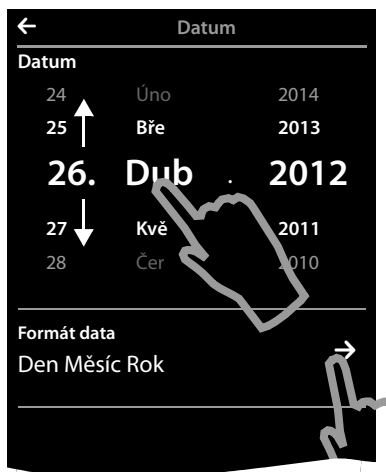 Datum
Datum
24 Úno 2014
25 Bře 2013
26. Dub . 2012
27 Kvě 2011
28 Čer 2010
Formát data
Den Měsíc Rok